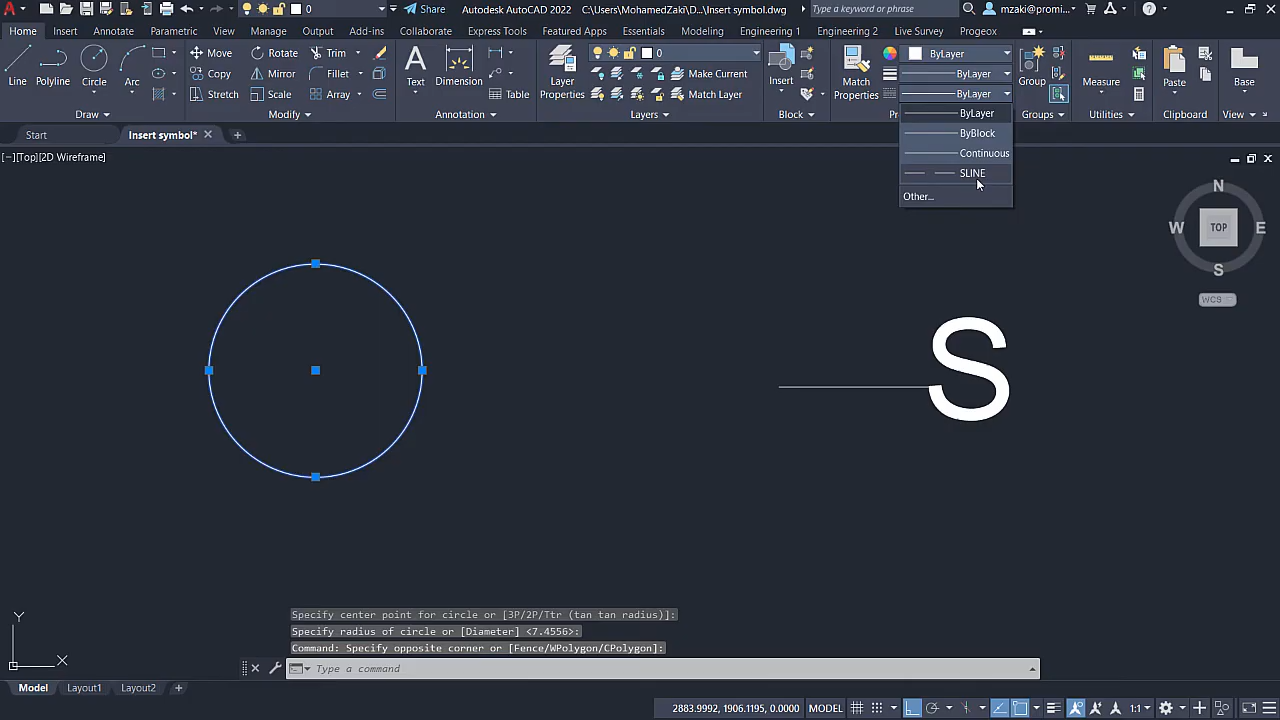 0 Share Autodesk AutoCAD 2022 C:\Users\MohamedZaki\D...\Insert symbol.dwg Type a keyword or phrase mzaki@promi...
Home Insert Annotate Parametric View Manage Output Add-ins Collaborate Express Tools Featured Apps Essentials Modeling Engineering 1 Engineering 2 Live Survey Progeox
Line Polyline Circle Arc
Move Rotate Trim
Copy Mirror Fillet
Stretch Scale Array
Text Dimension Table
Layer Properties
0
Make Current
Match Layer
Insert
Match Properties
ByLayer
ByLayer
ByLayer
Group
Measure
Paste
Base
Draw Modify Annotation Layers Block Groups Utilities Clipboard View
ByLayer
ByBlock
Continuous
SLINE
Other...
Start Insert symbol*
[−][Top][2D Wireframe]
N
W TOP E
S
WCS
S
Specify center point for circle or [3P/2P/Ttr (tan tan radius)]:
Specify radius of circle or [Diameter] <7.4556>:
Command: Specify opposite corner or [Fence/WPolygon/CPolygon]:
Type a command
Y
X
Model Layout1 Layout2 +
2883.9992, 1906.1195, 0.0000 MODEL 1:1